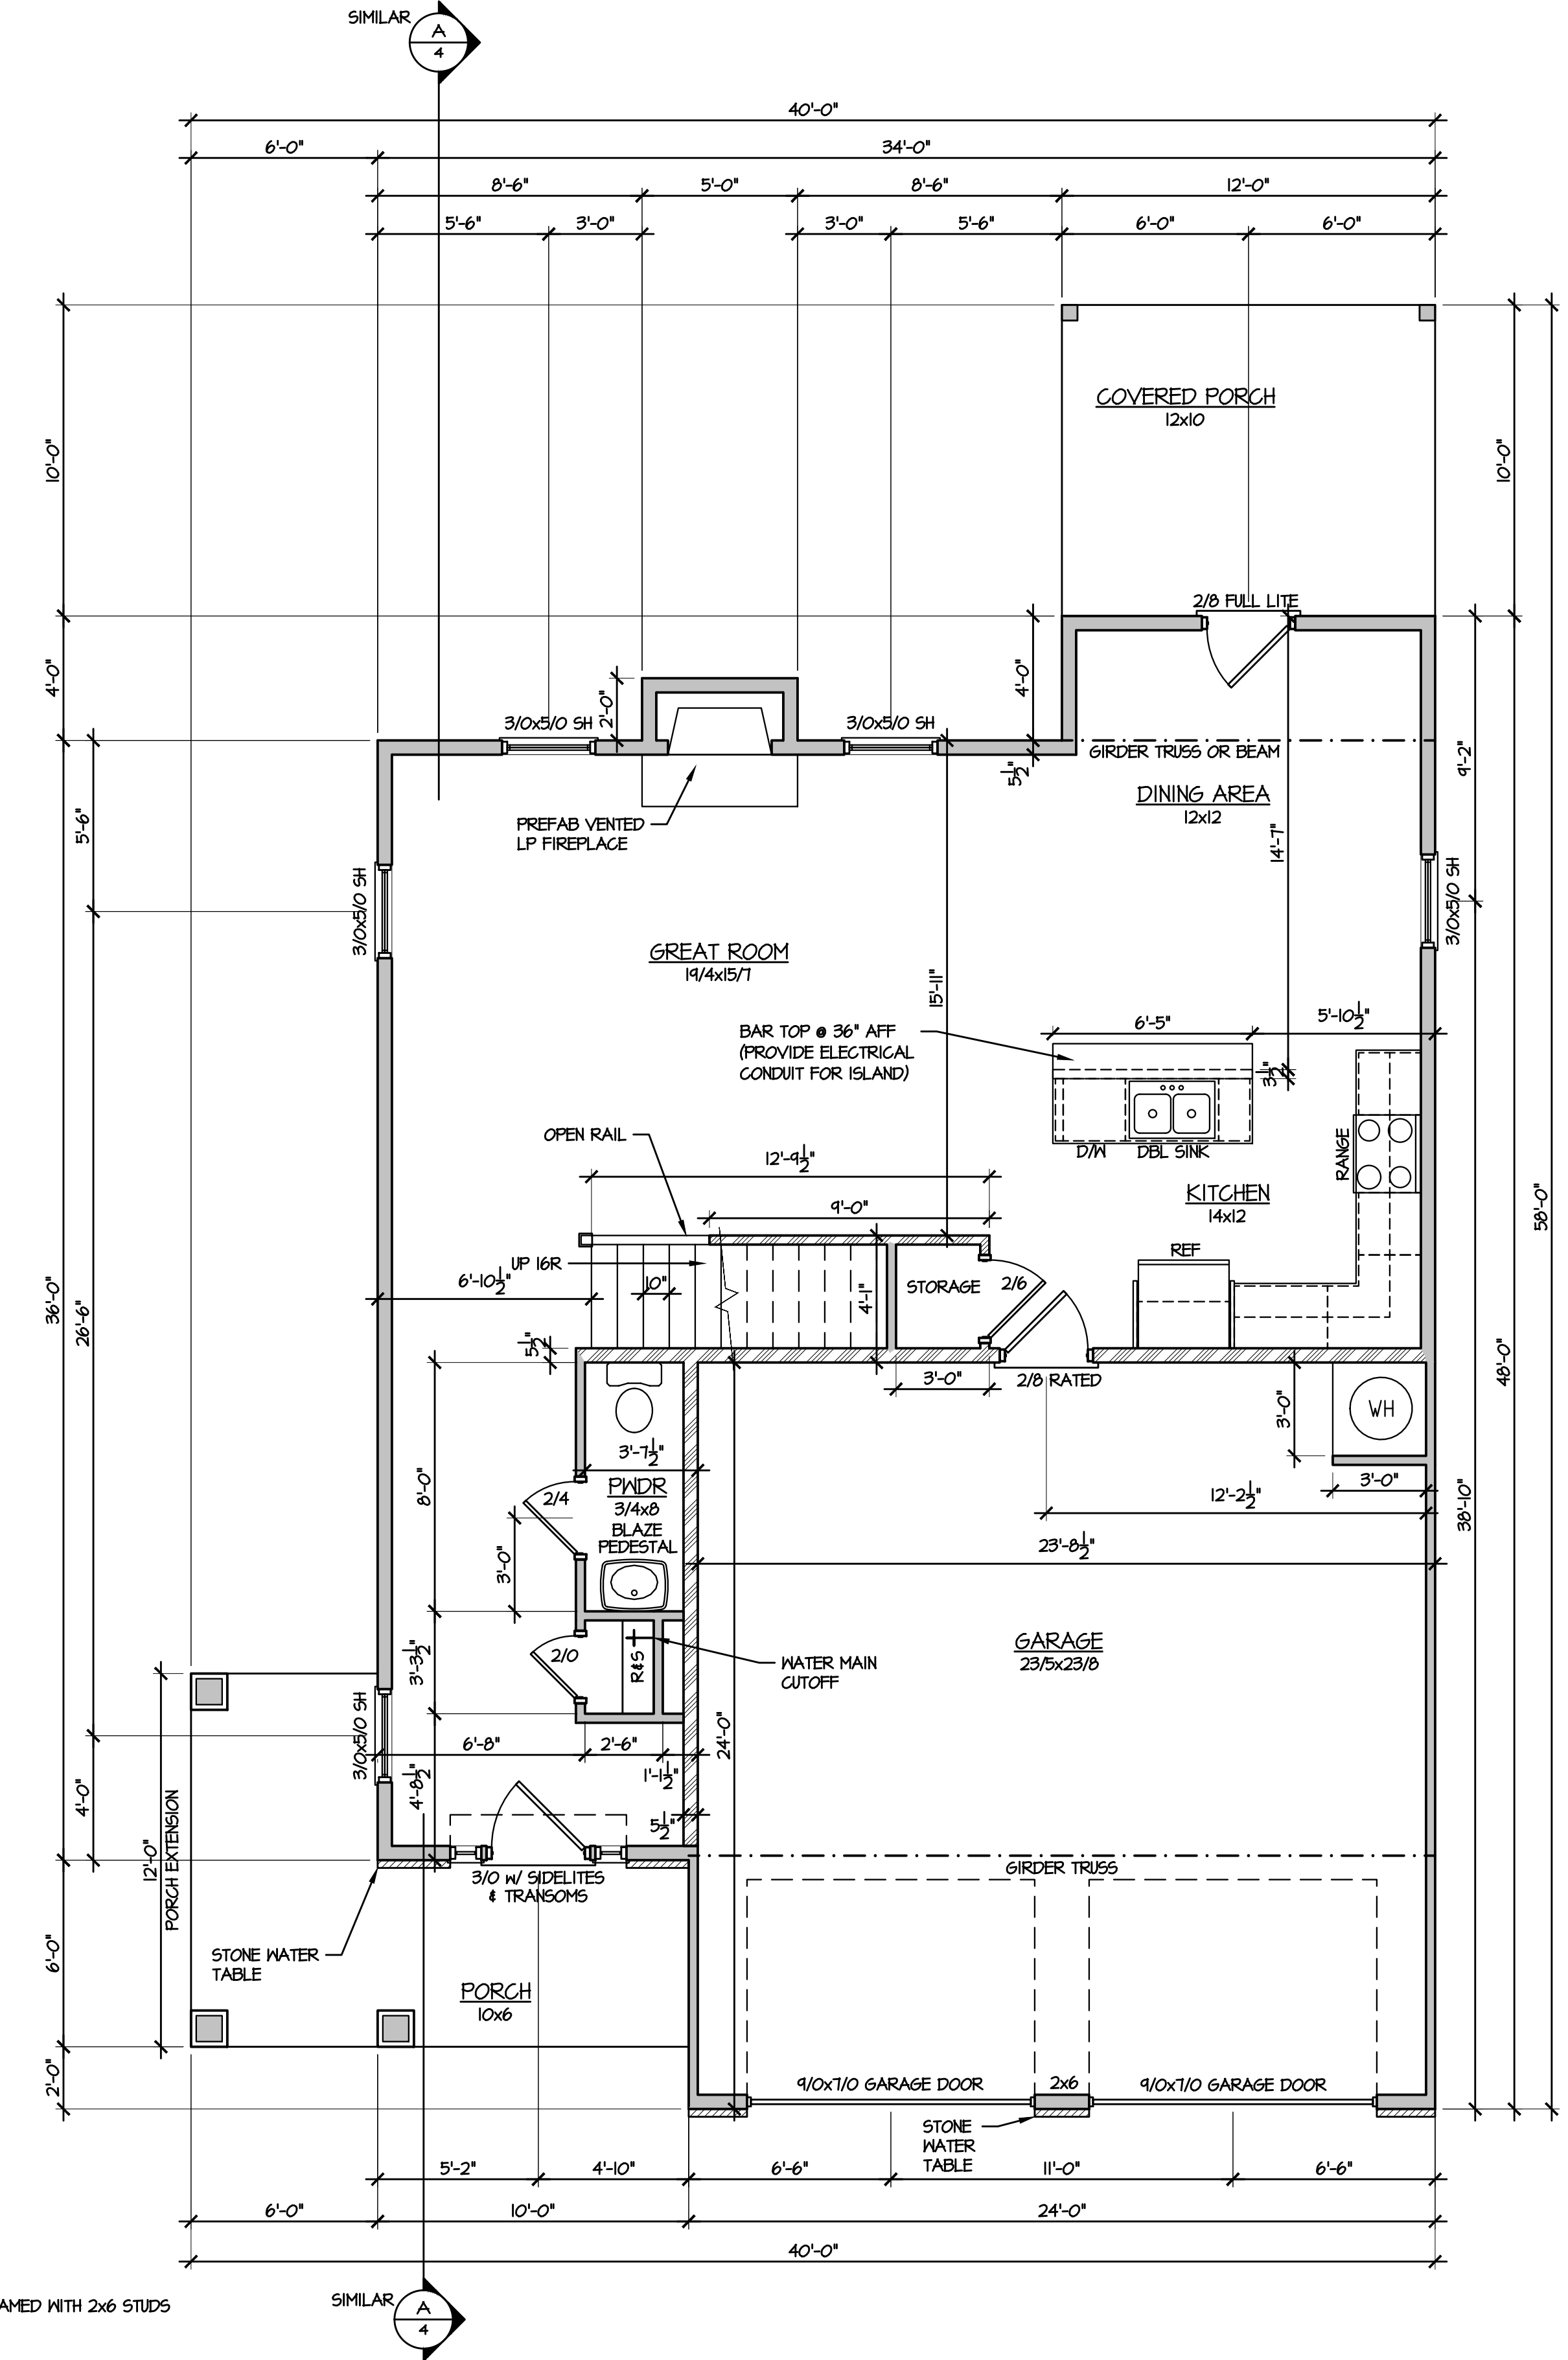 SIMILAR
A
4
40'-0"
6'-0"
34'-0"
8'-6"
5'-0"
8'-6"
12'-0"
5'-6"
3'-0"
3'-0"
5'-6"
6'-0"
6'-0"
COVERED PORCH
12x10
10'-0"
10'-0"
2/8 FULL LITE
4'-0"
2'-0"
4'-0"
3/0x5/0 SH
3/0x5/0 SH
GIRDER TRUSS OR BEAM
5 1/2"
9'-2"
DINING AREA
12x12
PREFAB VENTED
LP FIREPLACE
5'-6"
14'-7"
3/0x5/0 SH
3/0x5/0 SH
GREAT ROOM
19/4x15/7
15'-11"
BAR TOP @ 36" AFF
(PROVIDE ELECTRICAL
CONDUIT FOR ISLAND)
6'-5"
5'-10 1/2"
3 1/2"
OPEN RAIL
D/W
DBL SINK
RANGE
12'-9 1/2"
KITCHEN
14x12
9'-0"
58'-0"
REF
UP 16R
6'-10 1/2"
10"
4'-1"
STORAGE
2/6
36'-0"
26'-6"
48'-0"
5 1/2"
3'-0"
2/8 RATED
3'-0"
WH
3'-7 1/2"
3'-0"
8'-0"
2/4
PWDR
3/4x8
BLAZE
PEDESTAL
12'-2 1/2"
38'-10"
3'-0"
23'-8 1/2"
GARAGE
23/5x23/8
3'-3 1/2"
2/0
R&S
WATER MAIN
CUTOFF
3/0x5/0 SH
6'-8"
2'-6"
24'-0"
1'-1 1/2"
4'-0"
4'-8 1/2"
5 1/2"
12'-0"
PORCH EXTENSION
3/0 w/ SIDELITES
& TRANSOMS
GIRDER TRUSS
STONE WATER
TABLE
6'-0"
PORCH
10x6
2'-0"
9/0x7/0 GARAGE DOOR
2x6
9/0x7/0 GARAGE DOOR
STONE
WATER
TABLE
5'-2"
4'-10"
6'-6"
11'-0"
6'-6"
6'-0"
10'-0"
24'-0"
40'-0"
SIMILAR
A
4
AMED WITH 2x6 STUDS